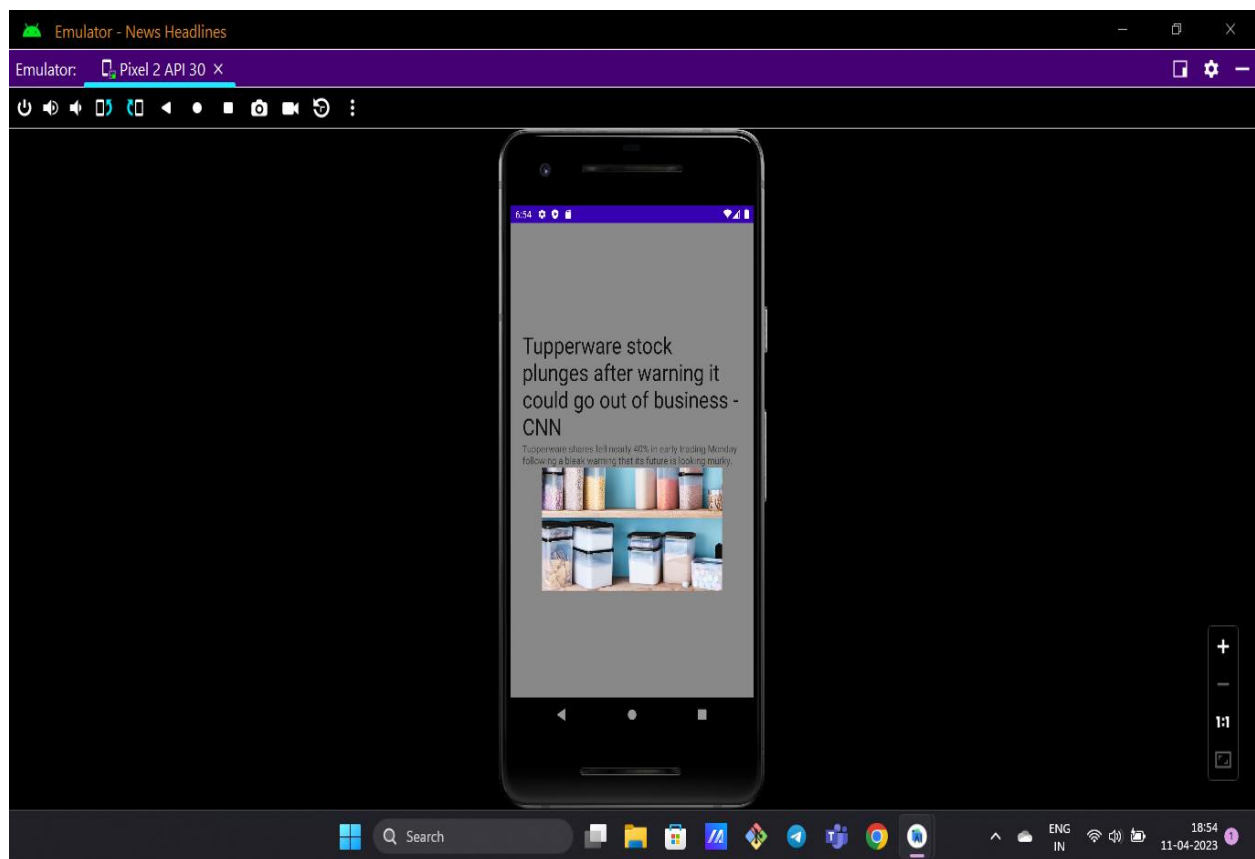 Emulator - News Headlines
Emulator: Pixel 2 API 30
6:54
Tupperware stock
plunges after warning it
could go out of business -
CNN
Tupperware shares fell nearly 40% in early trading Monday
following a bleak warning that its future is looking murky.
1:1
Search
ENG
IN
18:54
11-04-2023
1